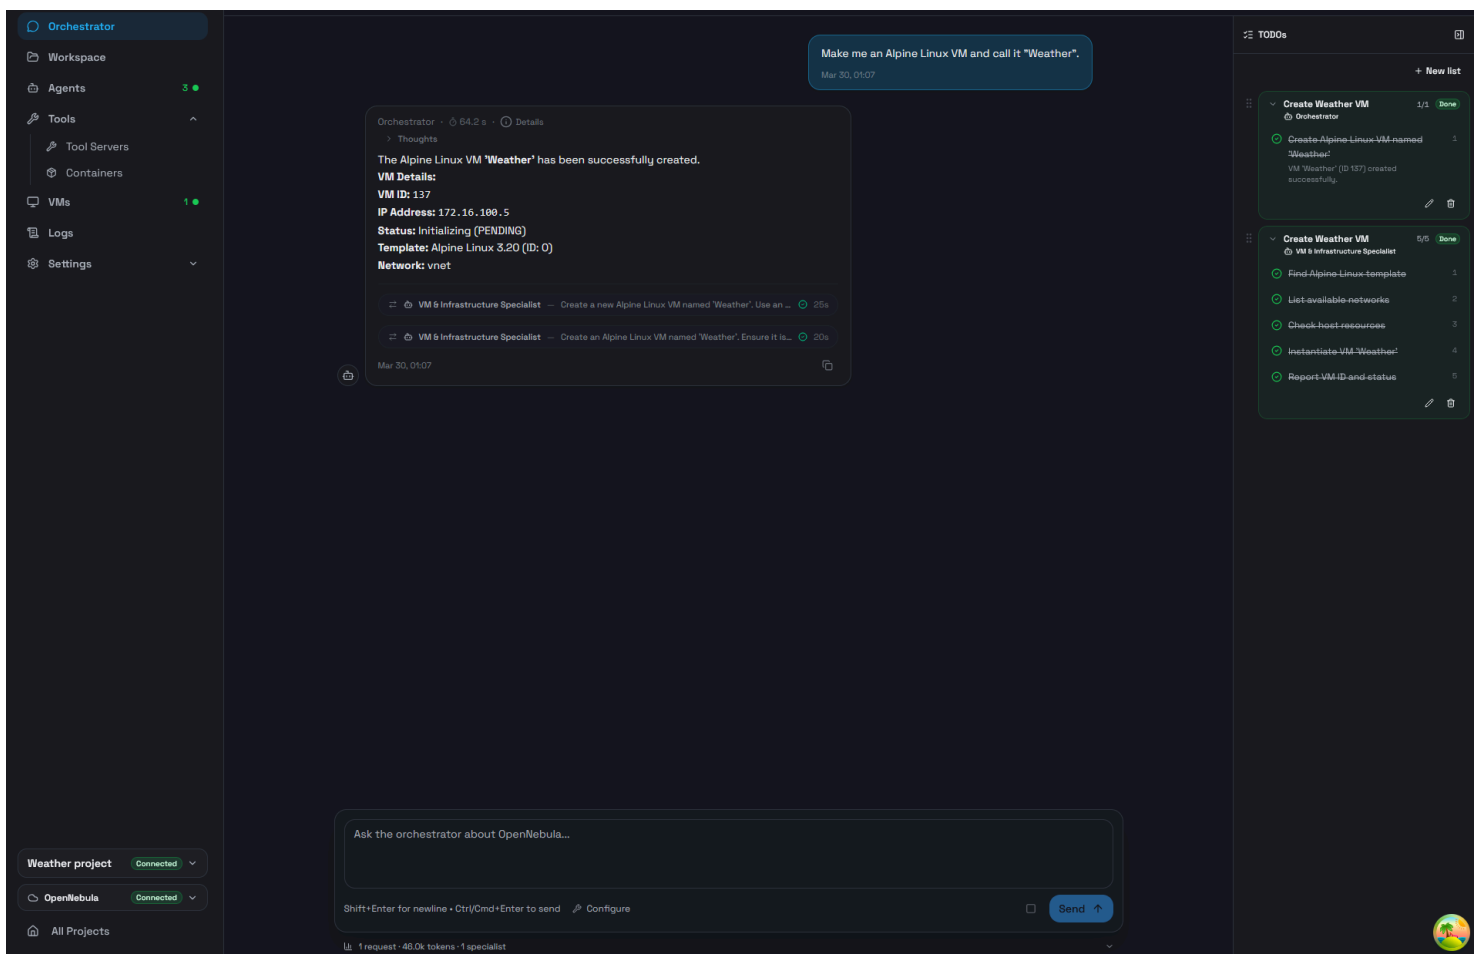 Orchestrator
Workspace
Agents 3
Tools
Tool Servers
Containers
VMs 1
Logs
Settings
Weather project Connected
OpenNebula Connected
All Projects
Make me an Alpine Linux VM and call it "Weather".
Mar 30, 01:07
Orchestrator · 64.2 s · Details
Thoughts
The Alpine Linux VM 'Weather' has been successfully created.
VM Details:
VM ID: 137
IP Address: 172.16.100.5
Status: Initializing (PENDING)
Template: Alpine Linux 3.20 (ID: 0)
Network: vnet
VM & Infrastructure Specialist — Create a new Alpine Linux VM named 'Weather'. Use an ... 25s
VM & Infrastructure Specialist — Create an Alpine Linux VM named 'Weather'. Ensure it is... 20s
Mar 30, 01:07
Ask the orchestrator about OpenNebula...
Shift+Enter for newline • Ctrl/Cmd+Enter to send Configure
Send
1 request · 46.0k tokens · 1 specialist
TODOs
+ New list
Create Weather VM 1/1 Done
Orchestrator
Create Alpine Linux VM named 1
'Weather'
VM 'Weather' (ID 137) created
successfully.
Create Weather VM 5/5 Done
VM & Infrastructure Specialist
Find Alpine Linux template 1
List available networks 2
Check host resources 3
Instantiate VM 'Weather' 4
Report VM ID and status 5